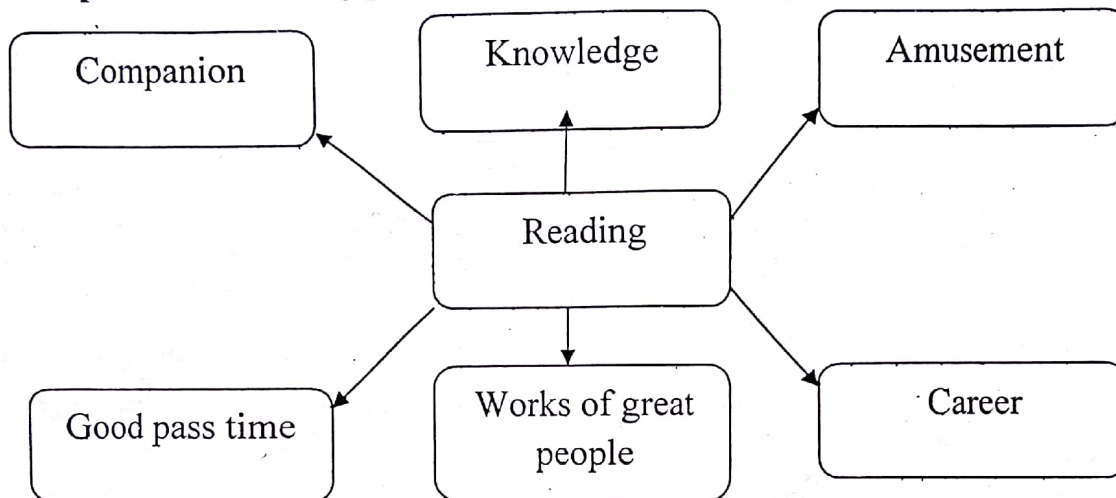 Companion
Knowledge
Amusement
Reading
Good pass time
Works of great
people
Career